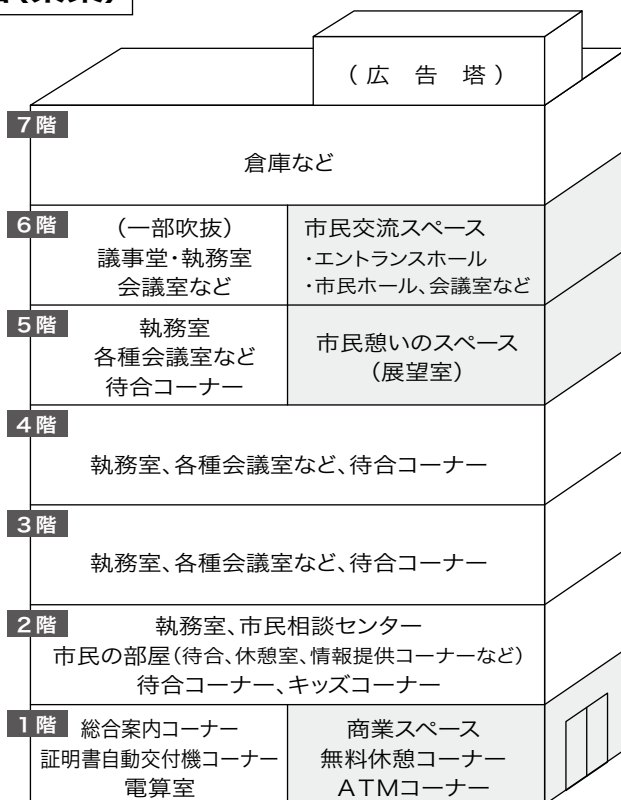 (広 告 塔)
7階
倉庫など
6階
(一部吹抜)
議事堂・執務室
会議室など
市民交流スペース
・エントランスホール
・市民ホール、会議室など
5階
執務室
各種会議室など
待合コーナー
市民憩いのスペース
(展望室)
4階
執務室、各種会議室など、待合コーナー
3階
執務室、各種会議室など、待合コーナー
2階
執務室、市民相談センター
市民の部屋(待合、休憩室、情報提供コーナーなど)
待合コーナー、キッズコーナー
1階
総合案内コーナー
証明書自動交付機コーナー
電算室
商業スペース
無料休憩コーナー
ATMコーナー